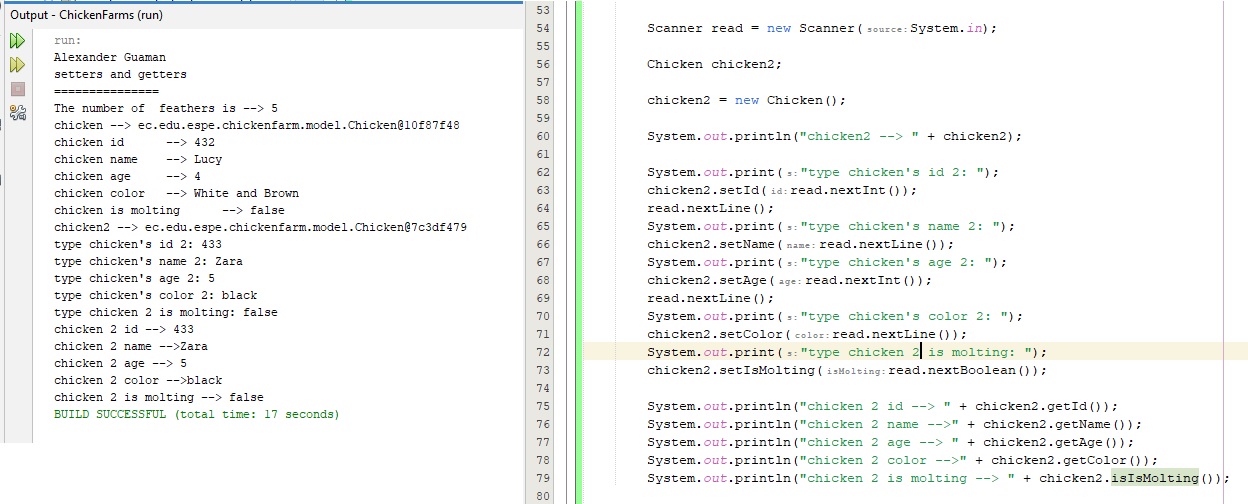 Output - ChickenFarms (run)
run:
Alexander Guaman
setters and getters
===============
The number of  feathers is --> 5
chicken --> ec.edu.espe.chickenfarm.model.Chicken@10f87f48
chicken id      --> 432
chicken name    --> Lucy
chicken age     --> 4
chicken color   --> White and Brown
chicken is molting      --> false
chicken2 --> ec.edu.espe.chickenfarm.model.Chicken@7c3df479
type chicken's id 2: 433
type chicken's name 2: Zara
type chicken's age 2: 5
type chicken's color 2: black
type chicken 2 is molting: false
chicken 2 id --> 433
chicken 2 name -->Zara
chicken 2 age --> 5
chicken 2 color -->black
chicken 2 is molting --> false
BUILD SUCCESSFUL (total time: 17 seconds)
53
54 Scanner read = new Scanner(source:System.in);
55
56 Chicken chicken2;
57
58 chicken2 = new Chicken();
59
60 System.out.println("chicken2 --> " + chicken2);
61
62 System.out.print(s:"type chicken's id 2: ");
63 chicken2.setId(id:read.nextInt());
64 read.nextLine();
65 System.out.print(s:"type chicken's name 2: ");
66 chicken2.setName(name:read.nextLine());
67 System.out.print(s:"type chicken's age 2: ");
68 chicken2.setAge(age:read.nextInt());
69 read.nextLine();
70 System.out.print(s:"type chicken's color 2: ");
71 chicken2.setColor(color:read.nextLine());
72 System.out.print(s:"type chicken 2 is molting: ");
73 chicken2.setIsMolting(isMolting:read.nextBoolean());
74
75 System.out.println("chicken 2 id --> " + chicken2.getId());
76 System.out.println("chicken 2 name -->" + chicken2.getName());
77 System.out.println("chicken 2 age --> " + chicken2.getAge());
78 System.out.println("chicken 2 color -->" + chicken2.getColor());
79 System.out.println("chicken 2 is molting --> " + chicken2.isIsMolting());
80